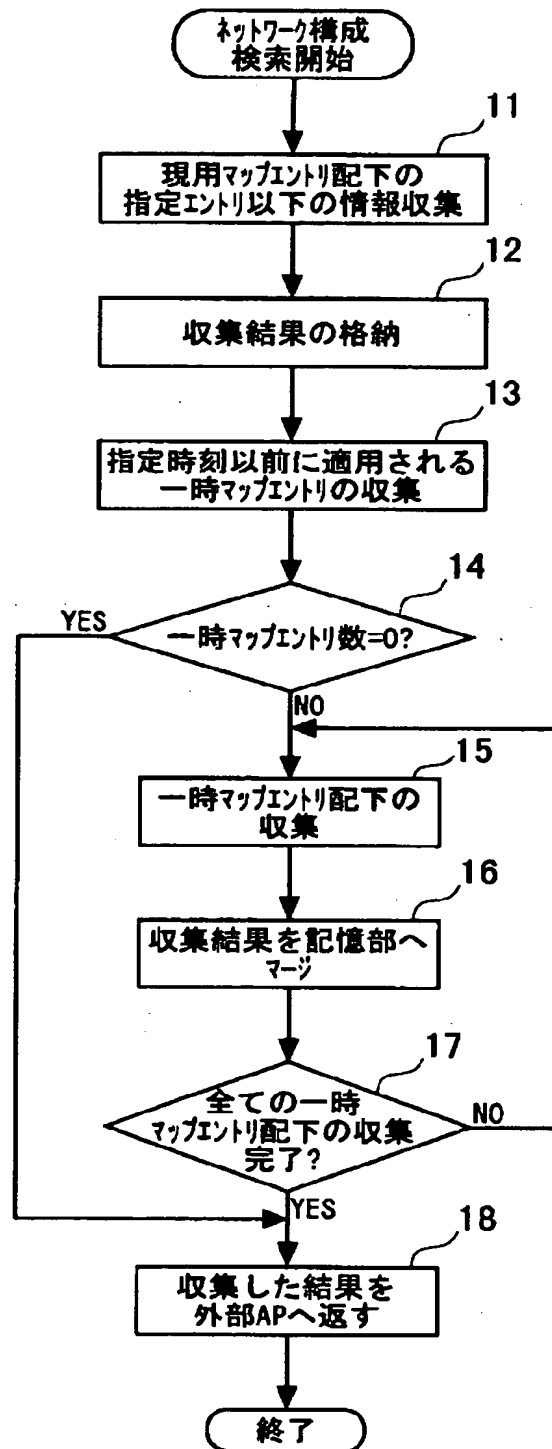 ネットワーク構成
検索開始
11
現用マップエントリ配下の
指定エントリ以下の情報収集
12
収集結果の格納
13
指定時刻以前に適用される
一時マップエントリの収集
14
YES
一時マップエントリ数=0?
NO
15
一時マップエントリ配下の
収集
16
収集結果を記憶部へ
マージ
17
全ての一時
マップエントリ配下の収集
完了?
NO
YES
18
収集した結果を
外部APへ返す
終了